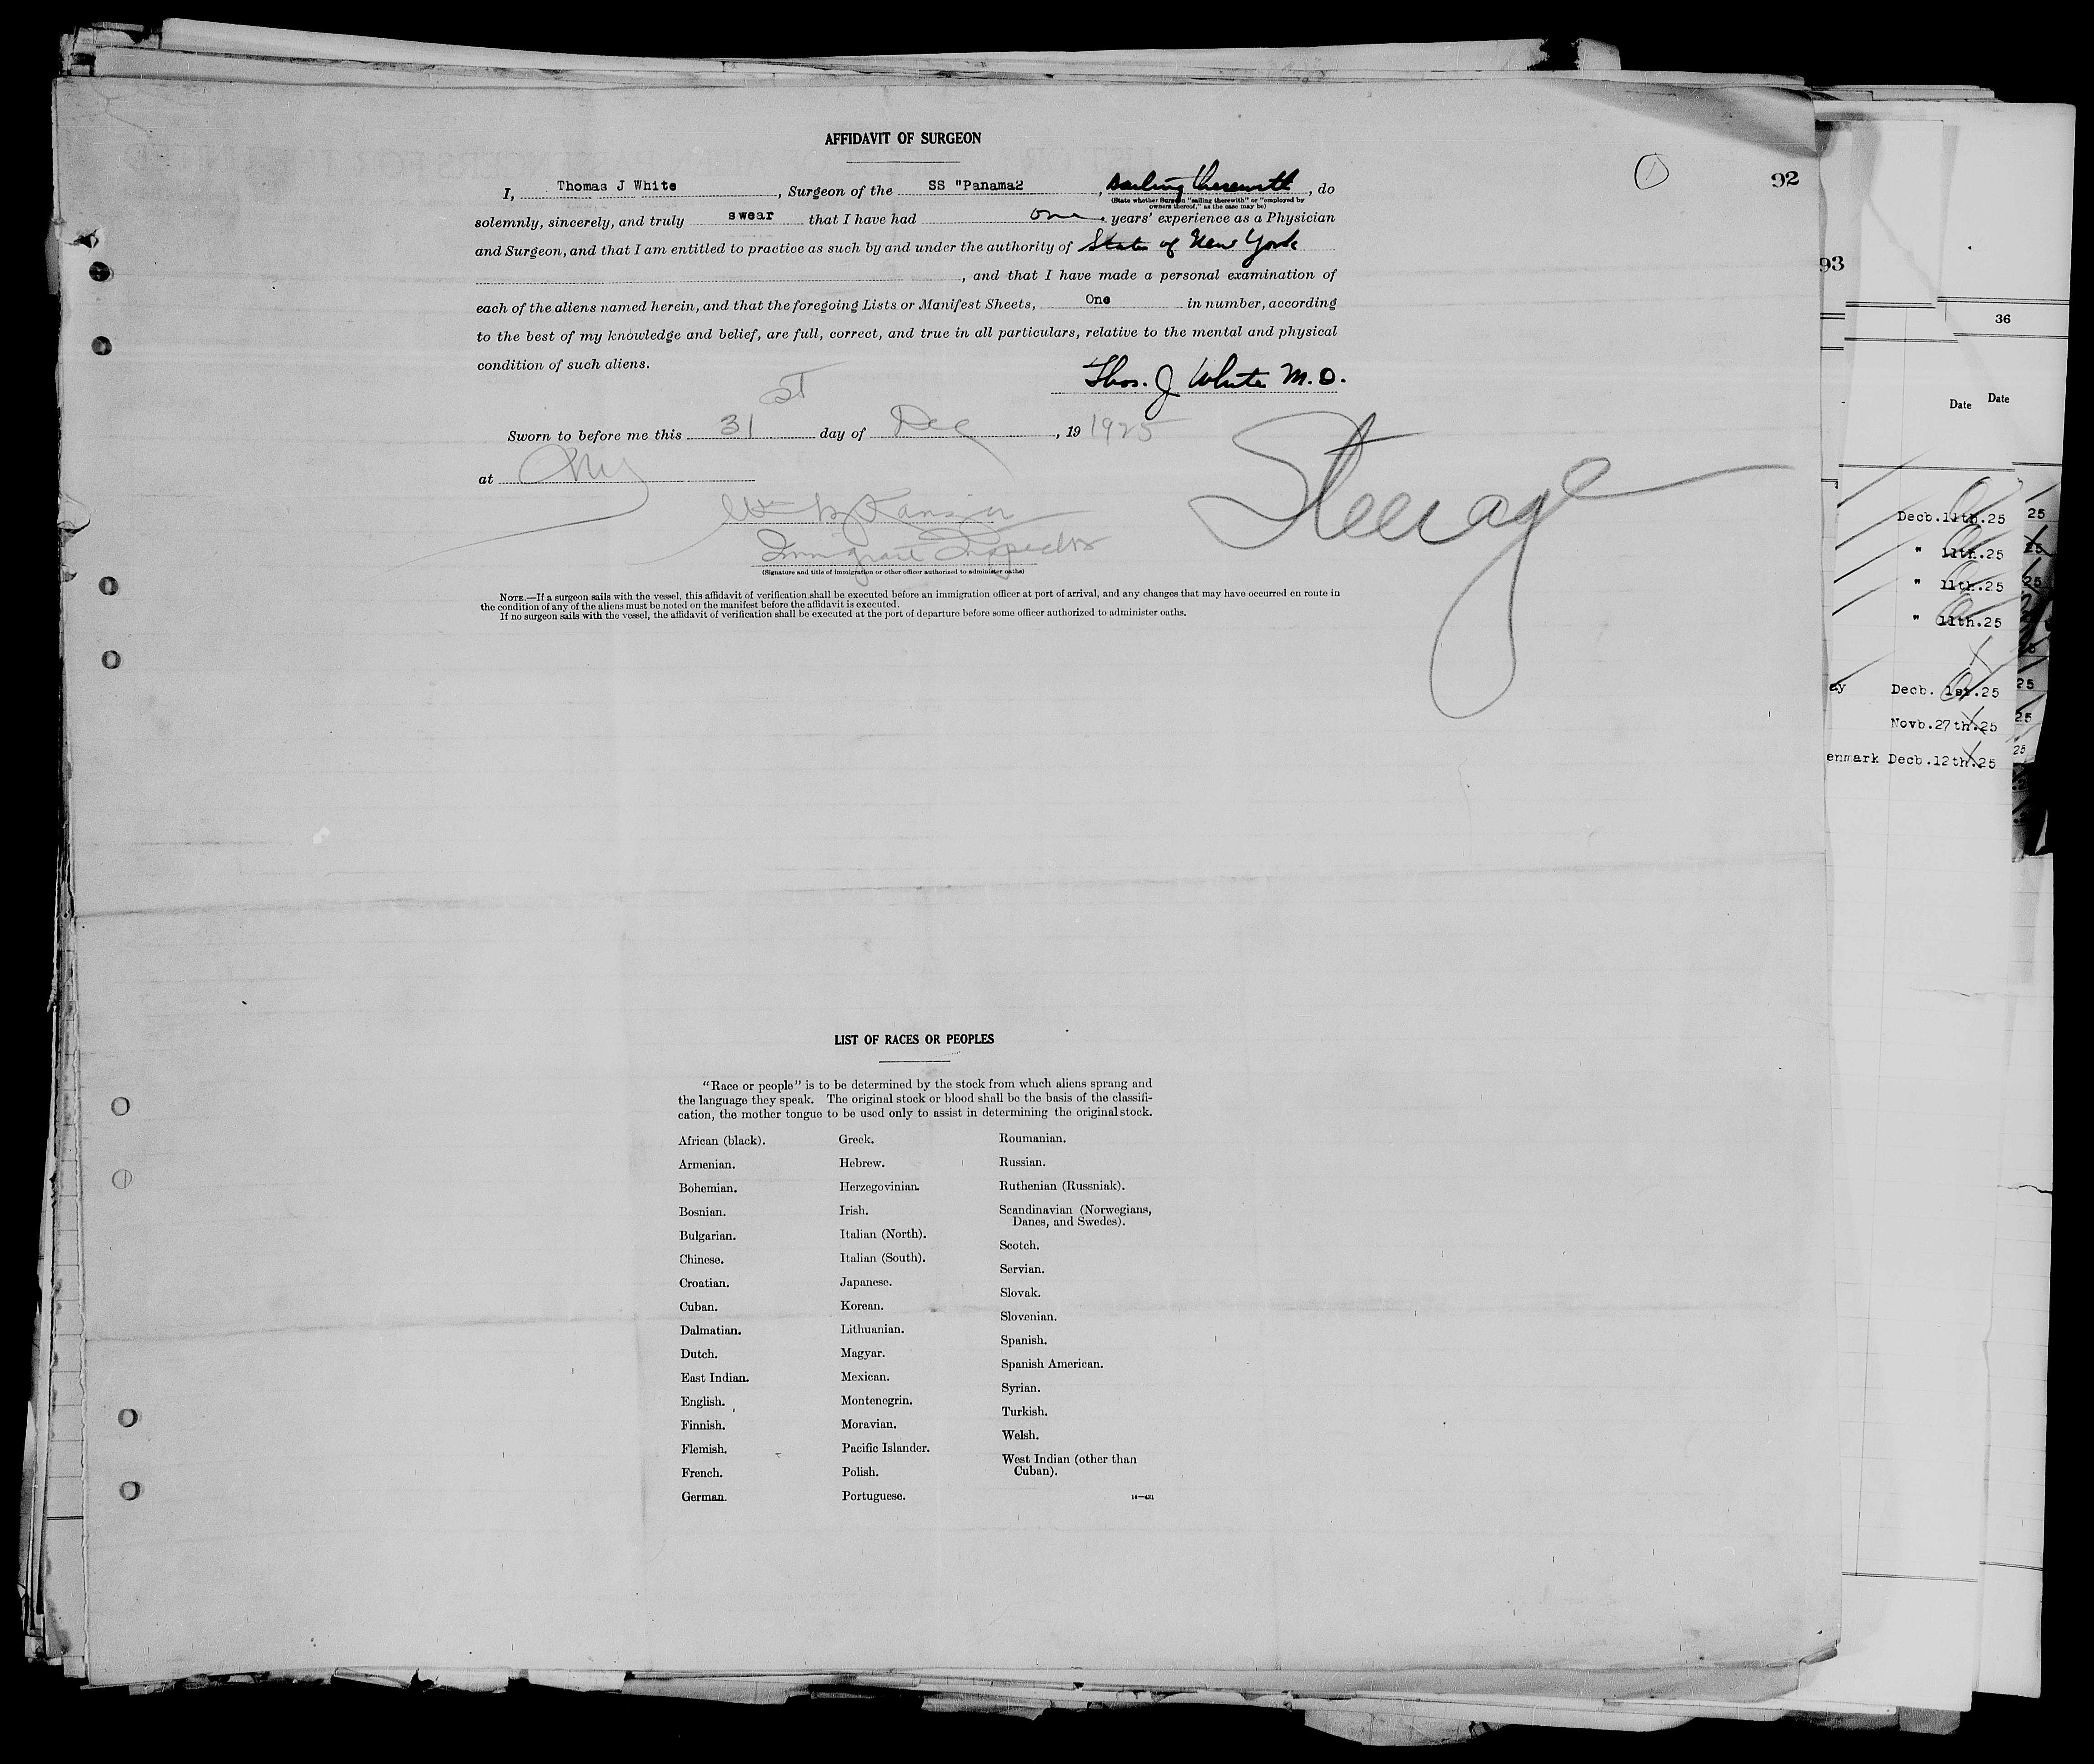 AFFIDAVIT OF SURGEON
1
92
I, Thomas J White, Surgeon of the SS "Panama2, Sailing therewith, do
(State whether Surgeon "sailing therewith" or "employed by
owners thereof," as the case may be)
solemnly, sincerely, and truly swear that I have had one years' experience as a Physician
and Surgeon, and that I am entitled to practice as such by and under the authority of State of New York
, and that I have made a personal examination of
each of the aliens named herein, and that the foregoing Lists or Manifest Sheets, One in number, according
to the best of my knowledge and belief, are full, correct, and true in all particulars, relative to the mental and physical
condition of such aliens.
Thos. J White M.D.
Sworn to before me this 31 ST day of Dec, 19 1925
at NY
Immigrant Inspector
(Signature and title of immigration or other officer authorized to administer oaths)
Steerage
NOTE.—If a surgeon sails with the vessel, this affidavit of verification shall be executed before an immigration officer at port of arrival, and any changes that may have occurred en route in
the condition of any of the aliens must be noted on the manifest before the affidavit is executed.
If no surgeon sails with the vessel, the affidavit of verification shall be executed at the port of departure before some officer authorized to administer oaths.
LIST OF RACES OR PEOPLES
"Race or people" is to be determined by the stock from which aliens sprang and
the language they speak. The original stock or blood shall be the basis of the classifi-
cation, the mother tongue to be used only to assist in determining the original stock.
African (black).
Armenian.
Bohemian.
Bosnian.
Bulgarian.
Chinese.
Croatian.
Cuban.
Dalmatian.
Dutch.
East Indian.
English.
Finnish.
Flemish.
French.
German.
Greek.
Hebrew.
Herzegovinian.
Irish.
Italian (North).
Italian (South).
Japanese.
Korean.
Lithuanian.
Magyar.
Mexican.
Montenegrin.
Moravian.
Pacific Islander.
Polish.
Portuguese.
Roumanian.
Russian.
Ruthenian (Russniak).
Scandinavian (Norwegians,
Danes, and Swedes).
Scotch.
Servian.
Slovak.
Slovenian.
Spanish.
Spanish American.
Syrian.
Turkish.
Welsh.
West Indian (other than
Cuban).
14—431
93
36
Date Date
Decb.11th.25 25
" 11th.25 25
" 11th.25 25
" 11th.25
ey Decb. 1st.25 25
Novb.27th.25 25
enmark Decb.12th.25 25